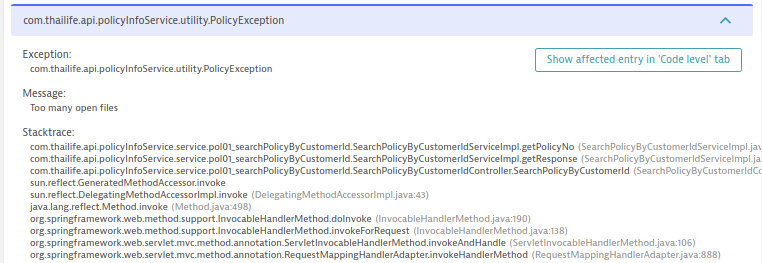 com.thailife.api.policyInfoService.utility.PolicyException
Exception:
com.thailife.api.policyInfoService.utility.PolicyException
Show affected entry in 'Code level' tab
Message:
Too many open files
Stacktrace:
com.thailife.api.policyInfoService.service.pol01_searchPolicyByCustomerId.SearchPolicyByCustomerIdServiceImpl.getPolicyNo (SearchPolicyByCustomerIdServiceImpl.jav
com.thailife.api.policyInfoService.service.pol01_searchPolicyByCustomerId.SearchPolicyByCustomerIdServiceImpl.getResponse (SearchPolicyByCustomerIdServiceImpl.ja
com.thailife.api.policyInfoService.service.pol01_searchPolicyByCustomerId.SearchPolicyByCustomerIdController.SearchPolicyByCustomerId (SearchPolicyByCustomerIdCo
sun.reflect.GeneratedMethodAccessor.invoke
sun.reflect.DelegatingMethodAccessorImpl.invoke (DelegatingMethodAccessorImpl.java:43)
java.lang.reflect.Method.invoke (Method.java:498)
org.springframework.web.method.support.InvocableHandlerMethod.doInvoke (InvocableHandlerMethod.java:190)
org.springframework.web.method.support.InvocableHandlerMethod.invokeForRequest (InvocableHandlerMethod.java:138)
org.springframework.web.servlet.mvc.method.annotation.ServletInvocableHandlerMethod.invokeAndHandle (ServletInvocableHandlerMethod.java:106)
org.springframework.web.servlet.mvc.method.annotation.RequestMappingHandlerAdapter.invokeHandlerMethod (RequestMappingHandlerAdapter.java:888)